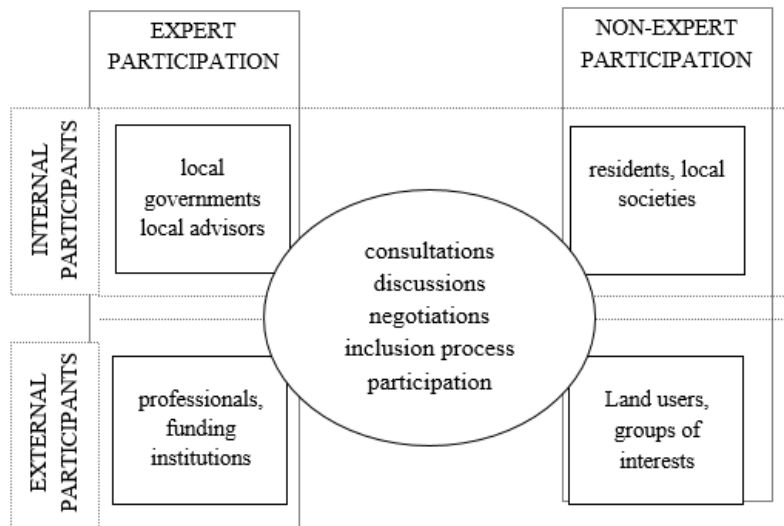 EXPERT
PARTICIPATION
NON-EXPERT
PARTICIPATION
INTERNAL
PARTICIPANTS
local
governments
local advisors
residents, local
societies
consultations
discussions
negotiations
inclusion process
participation
EXTERNAL
PARTICIPANTS
professionals,
funding
institutions
Land users,
groups of
interests